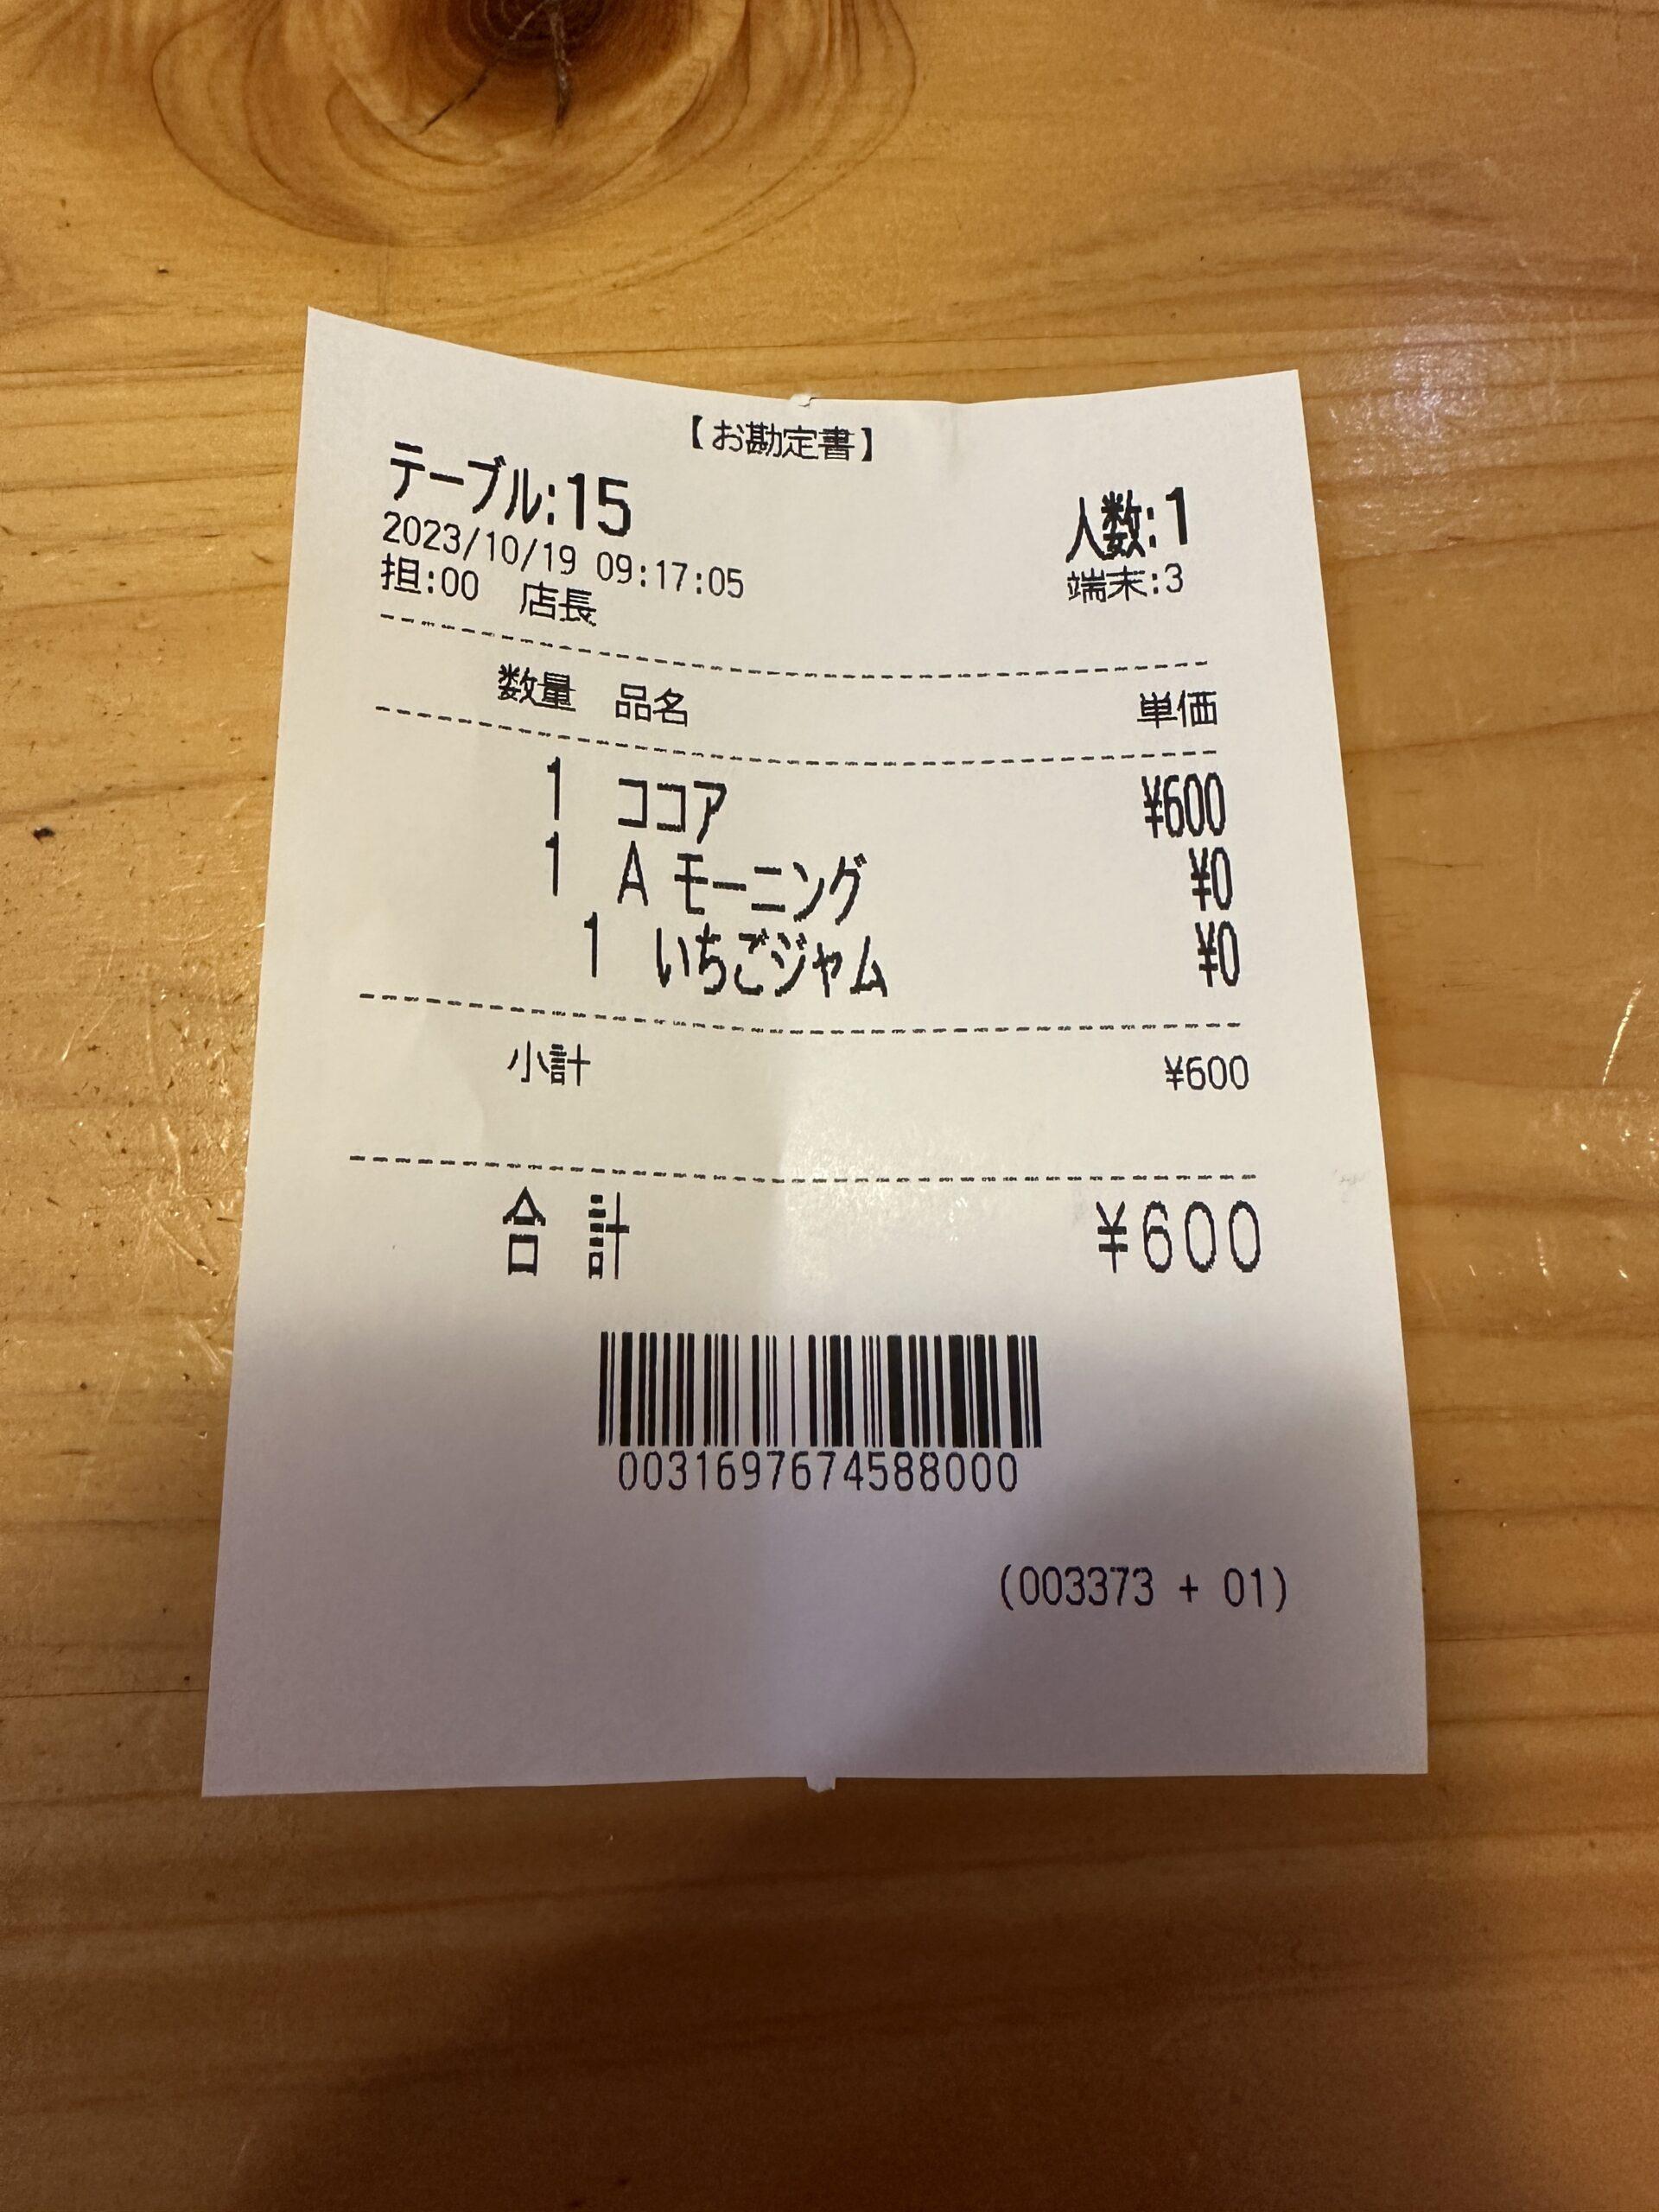 【お勘定書】
テーブル:15 人数:1
2023/10/19 09:17:05 端末:3
担:00 店長
数量 品名 単価
1 ココア ¥600
1 A モーニング ¥0
1 いちごジャム ¥0
小計 ¥600
合計 ¥600
0031697674588000
(003373 + 01)